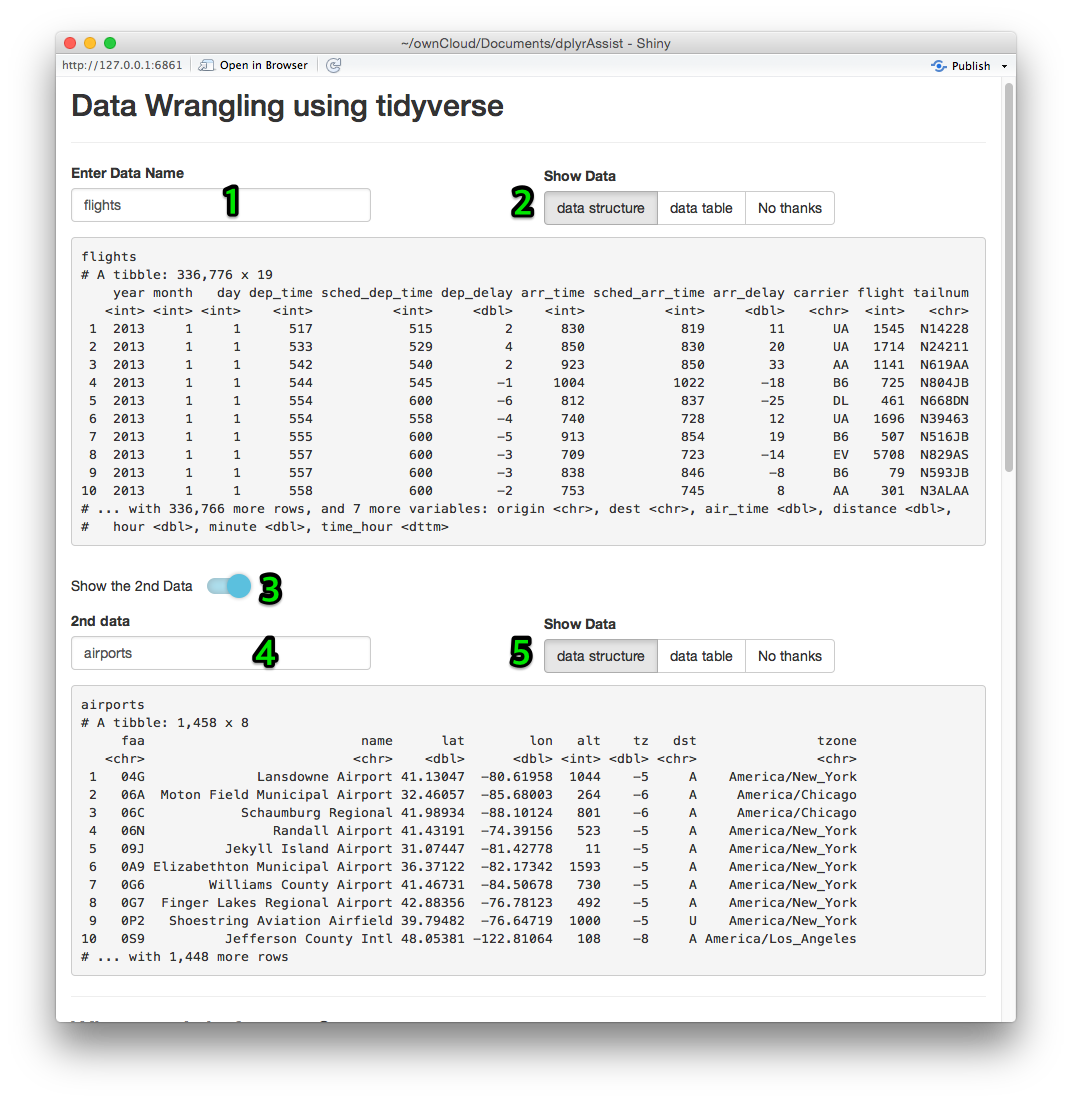 ~/ownCloud/Documents/dplyrAssist - Shiny
http://127.0.0.1:6861 Open in Browser Publish
Data Wrangling using tidyverse
Enter Data Name
Show Data
flights 1
2 data structure data table No thanks
flights
# A tibble: 336,776 x 19
year month day dep_time sched_dep_time dep_delay arr_time sched_arr_time arr_delay carrier flight tailnum
<int> <int> <int> <int> <int> <dbl> <int> <int> <dbl> <chr> <int> <chr>
1 2013 1 1 517 515 2 830 819 11 UA 1545 N14228
2 2013 1 1 533 529 4 850 830 20 UA 1714 N24211
3 2013 1 1 542 540 2 923 850 33 AA 1141 N619AA
4 2013 1 1 544 545 −1 1004 1022 −18 B6 725 N804JB
5 2013 1 1 554 600 −6 812 837 −25 DL 461 N668DN
6 2013 1 1 554 558 −4 740 728 12 UA 1696 N39463
7 2013 1 1 555 600 −5 913 854 19 B6 507 N516JB
8 2013 1 1 557 600 −3 709 723 −14 EV 5708 N829AS
9 2013 1 1 557 600 −3 838 846 −8 B6 79 N593JB
10 2013 1 1 558 600 −2 753 745 8 AA 301 N3ALAA
# ... with 336,766 more rows, and 7 more variables: origin <chr>, dest <chr>, air_time <dbl>, distance <dbl>,
# hour <dbl>, minute <dbl>, time_hour <dttm>
Show the 2nd Data 3
2nd data
Show Data
airports 4
5 data structure data table No thanks
airports
# A tibble: 1,458 x 8
faa name lat lon alt tz dst tzone
<chr> <chr> <dbl> <dbl> <int> <dbl> <chr> <chr>
1 04G Lansdowne Airport 41.13047 −80.61958 1044 −5 A America/New_York
2 06A Moton Field Municipal Airport 32.46057 −85.68003 264 −6 A America/Chicago
3 06C Schaumburg Regional 41.98934 −88.10124 801 −6 A America/Chicago
4 06N Randall Airport 41.43191 −74.39156 523 −5 A America/New_York
5 09J Jekyll Island Airport 31.07447 −81.42778 11 −5 A America/New_York
6 0A9 Elizabethton Municipal Airport 36.37122 −82.17342 1593 −5 A America/New_York
7 0G6 Williams County Airport 41.46731 −84.50678 730 −5 A America/New_York
8 0G7 Finger Lakes Regional Airport 42.88356 −76.78123 492 −5 A America/New_York
9 0P2 Shoestring Aviation Airfield 39.79482 −76.64719 1000 −5 U America/New_York
10 0S9 Jefferson County Intl 48.05381 −122.81064 108 −8 A America/Los_Angeles
# ... with 1,448 more rows